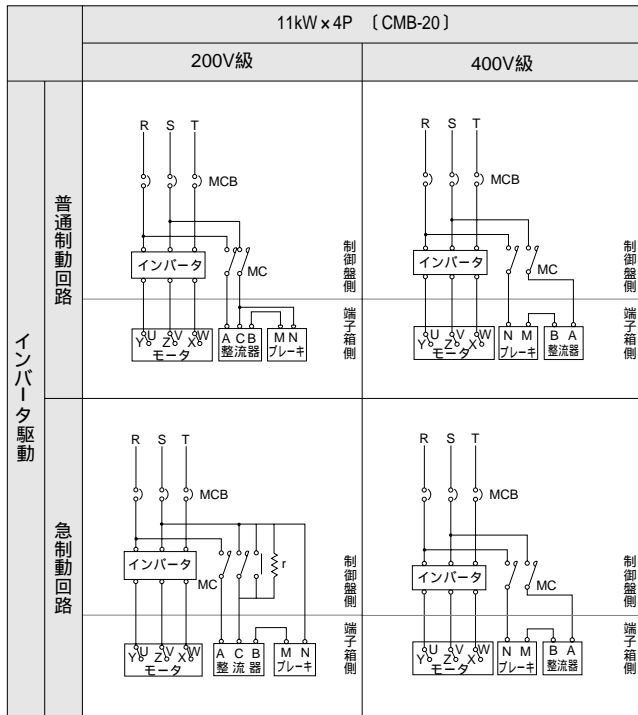 11kW×4P 〔CMB-20〕
200V級
400V級
インバータ駆動
普通制動回路
R S T
MCB
インバータ
MC
制御盤側
端子箱側
Y U Z V X W
モータ
A C B
整流器
M N
ブレーキ
R S T
MCB
インバータ
MC
制御盤側
端子箱側
Y U Z V X W
モータ
N M
ブレーキ
B A
整流器
急制動回路
R S T
MCB
インバータ
MC
r
制御盤側
端子箱側
Y U Z V X W
モータ
A C B
整流器
M N
ブレーキ
R S T
MCB
インバータ
MC
制御盤側
端子箱側
Y U Z V X W
モータ
N M
ブレーキ
B A
整流器